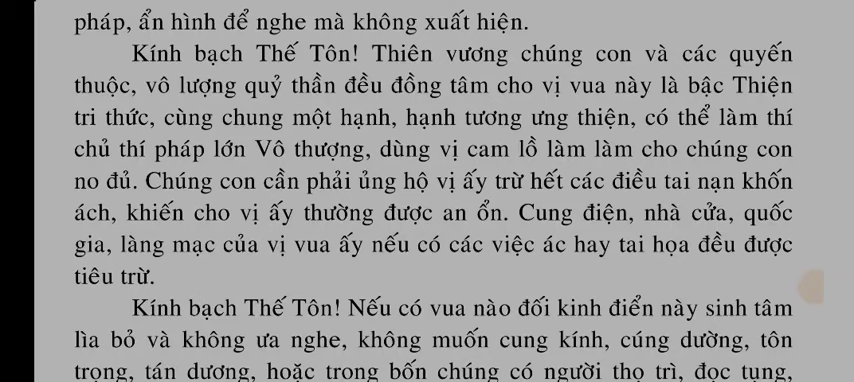 pháp, ẩn hình để nghe mà không xuất hiện.
Kính bạch Thế Tôn! Thiên vương chúng con và các quyến
thuộc, vô lượng quỷ thần đều đồng tâm cho vị vua này là bậc Thiện
tri thức, cùng chung một hạnh, hạnh tương ưng thiện, có thể làm thí
chủ thí pháp lớn Vô thượng, dùng vị cam lồ làm làm cho chúng con
no đủ. Chúng con cần phải ủng hộ vị ấy trừ hết các điều tai nạn khốn
ách, khiến cho vị ấy thường được an ổn. Cung điện, nhà cửa, quốc
gia, làng mạc của vị vua ấy nếu có các việc ác hay tai họa đều được
tiêu trừ.
Kính bạch Thế Tôn! Nếu có vua nào đối kinh điển này sinh tâm
lìa bỏ và không ưa nghe, không muốn cung kính, cúng dường, tôn
trọng, tán dương, hoặc trong bốn chúng có người thọ trì, đọc tụng,